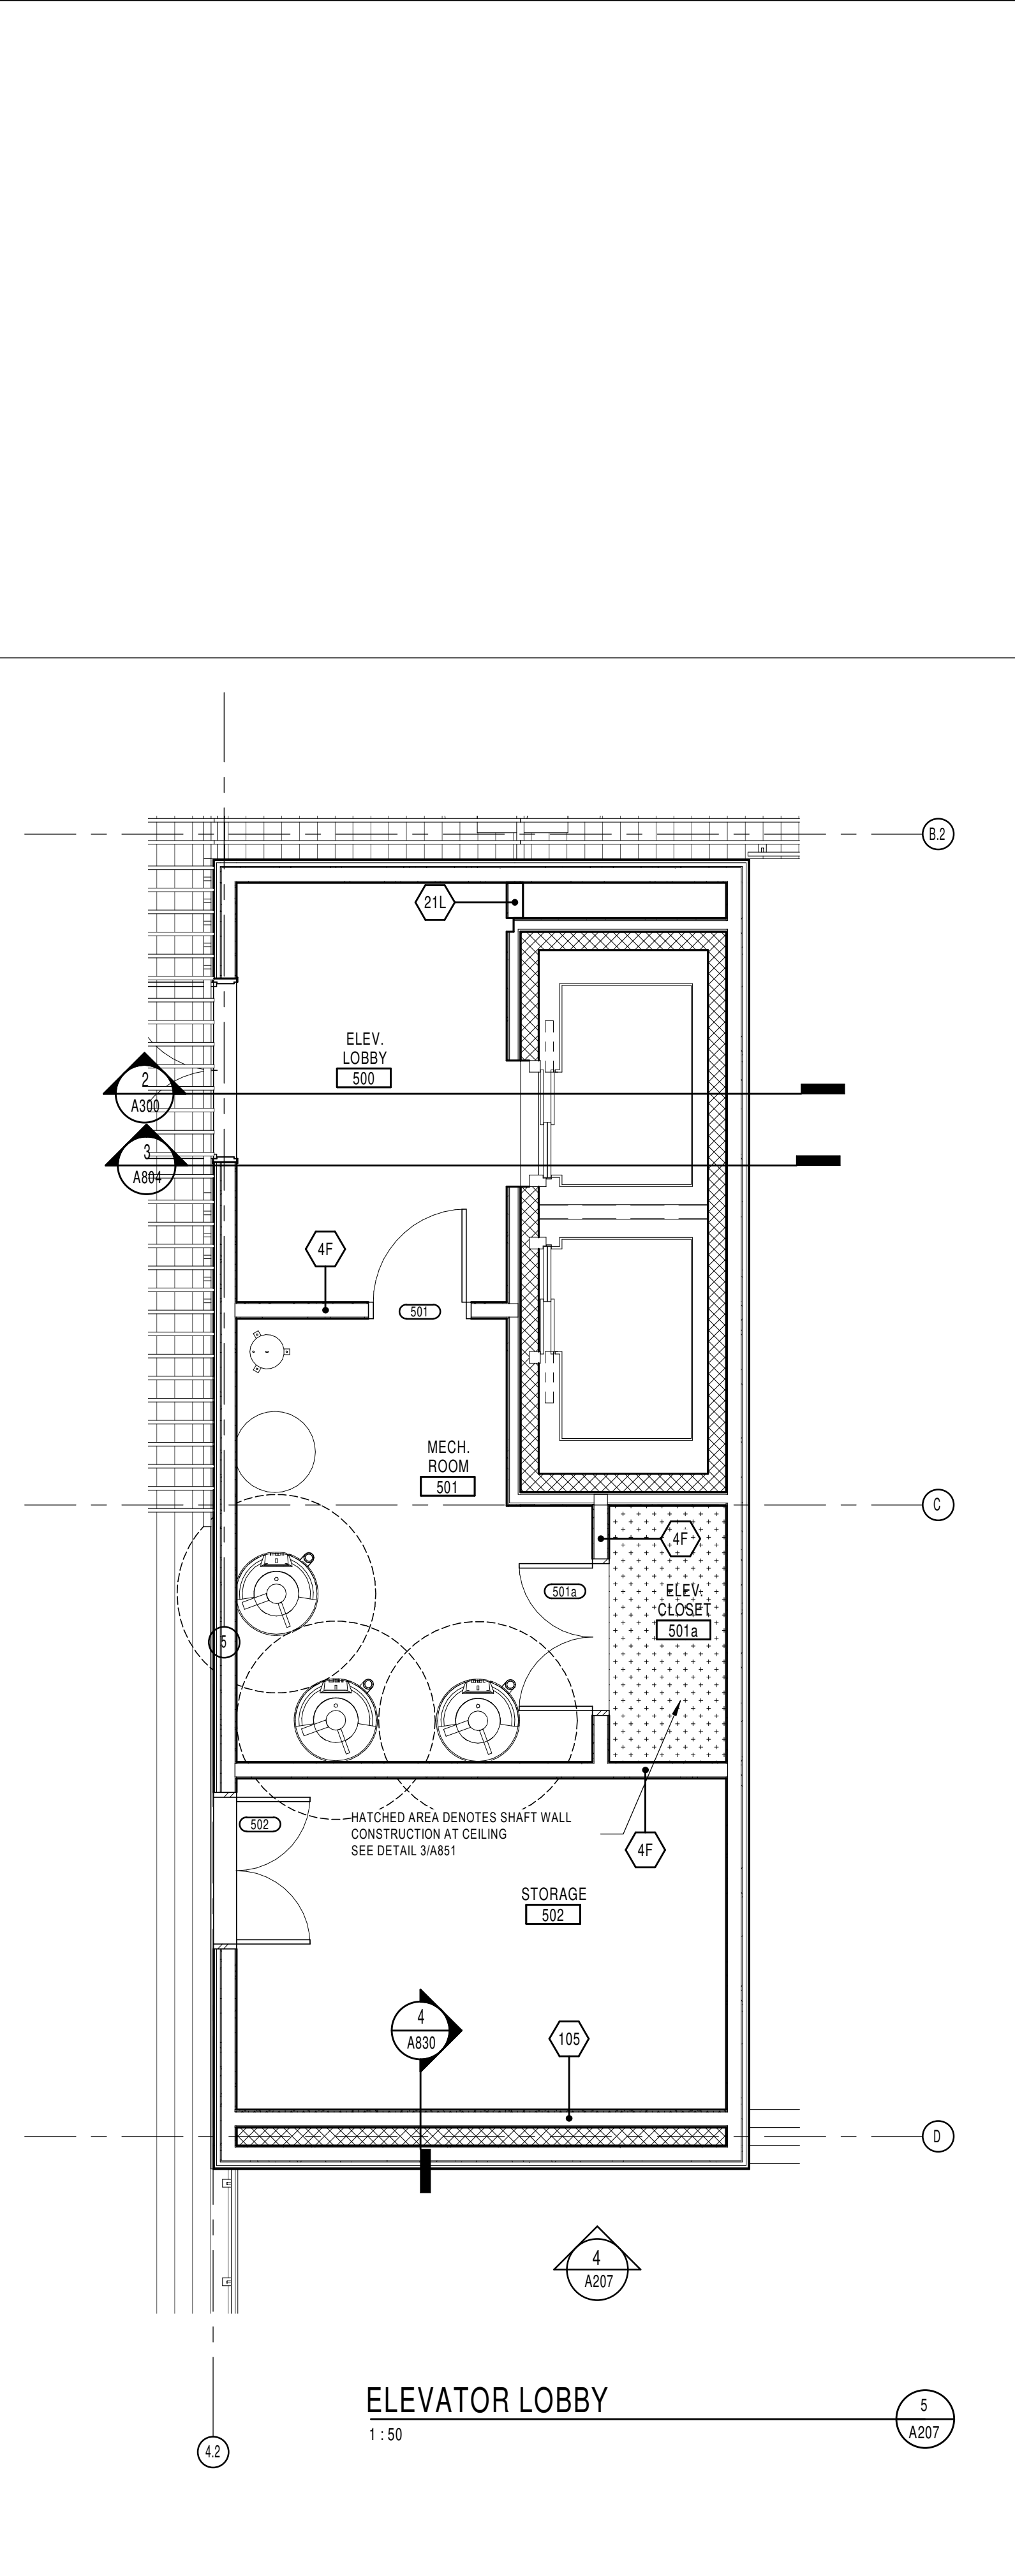 B.2
21L
ELEV.
LOBBY
500
2
A300
3
A804
4F
501
MECH.
ROOM
501
C
4F
501a
ELEV.
CLOSET
501a
5
502
HATCHED AREA DENOTES SHAFT WALL
CONSTRUCTION AT CEILING
SEE DETAIL 3/A851
4F
STORAGE
502
4
A830
105
D
4
A207
ELEVATOR LOBBY
1 : 50
5
A207
4.2